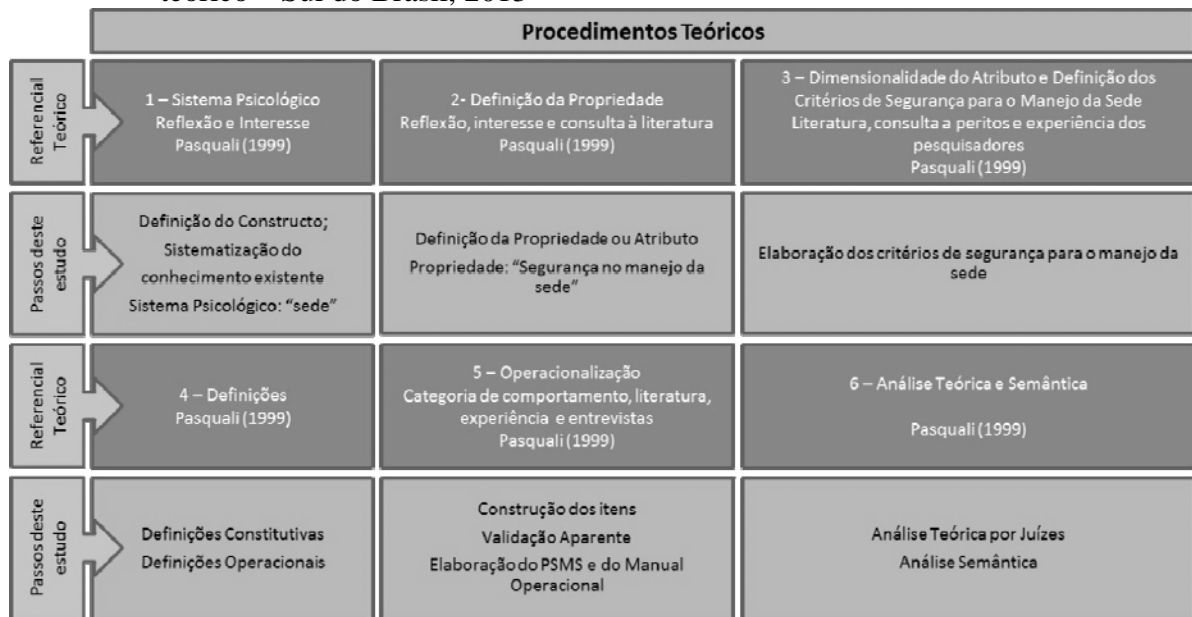 teórico – Sul do Brasil, 2013
Procedimentos Teóricos
Referencial
Teórico
1 – Sistema Psicológico
Reflexão e Interesse
Pasquali (1999)
2- Definição da Propriedade
Reflexão, interesse e consulta à literatura
Pasquali (1999)
3 – Dimensionalidade do Atributo e Definição dos
Critérios de Segurança para o Manejo da Sede
Literatura, consulta a peritos e experiência dos
pesquisadores
Pasquali (1999)
Passos deste
estudo
Definição do Constructo;
Sistematização do
conhecimento existente
Sistema Psicológico: “sede”
Definição da Propriedade ou Atributo
Propriedade: “Segurança no manejo da
sede”
Elaboração dos critérios de segurança para o manejo da
sede
Referencial
Teórico
4 – Definições
Pasquali (1999)
5 – Operacionalização
Categoria de comportamento, literatura,
experiência e entrevistas
Pasquali (1999)
6 – Análise Teórica e Semântica
Pasquali (1999)
Passos deste
estudo
Definições Constitutivas
Definições Operacionais
Construção dos itens
Validação Aparente
Elaboração do PSMS e do Manual
Operacional
Análise Teórica por Juízes
Análise Semântica